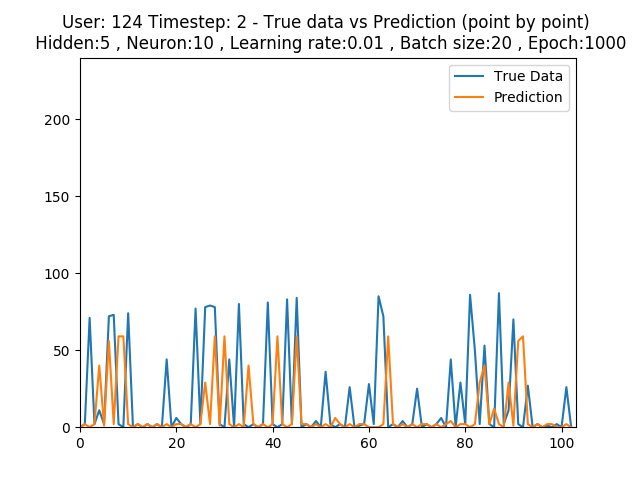 User: 124 Timestep: 2 - True data vs Prediction (point by point)
Hidden:5 , Neuron:10 , Learning rate:0.01 , Batch size:20 , Epoch:1000
True Data
Prediction
200
150
100
50
0
0 20 40 60 80 100